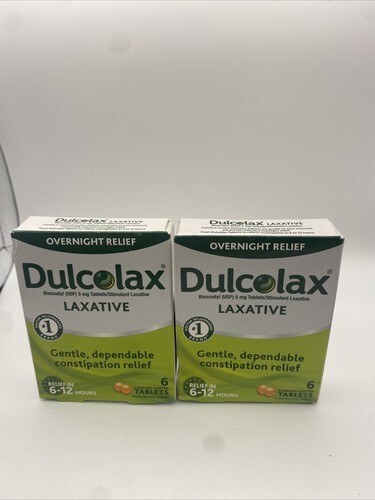 Dulcolax LAXATIVE
OVERNIGHT RELIEF
Dulcolax®
Bisacodyl (USP) 5 mg Tablets/Stimulant Laxative
LAXATIVE
#1
BRAND
Gentle, dependable
constipation relief
RELIEF IN
6-12 HOURS
6
TABLETS
Dulcolax LAXATIVE
OVERNIGHT RELIEF
Dulcolax®
Bisacodyl (USP) 5 mg Tablets/Stimulant Laxative
LAXATIVE
#1
BRAND
Gentle, dependable
constipation relief
RELIEF IN
6-12 HOURS
6
TABLETS